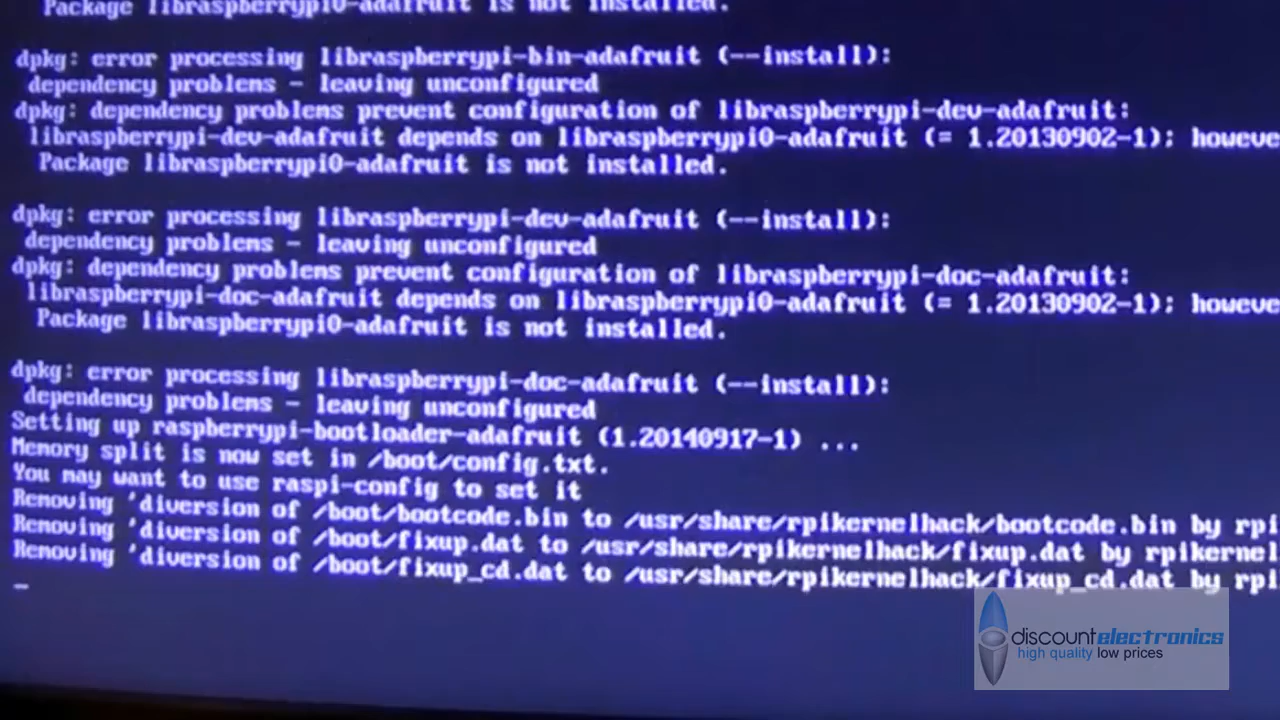 Package libraspberrypi0-adafruit is not installed.
dpkg: error processing libraspberrypi-bin-adafruit (--install):
dependency problems - leaving unconfigured
dpkg: dependency problems prevent configuration of libraspberrypi-dev-adafruit:
libraspberrypi-dev-adafruit depends on libraspberrypi0-adafruit (= 1.20130902-1); howeve
Package libraspberrypi0-adafruit is not installed.
dpkg: error processing libraspberrypi-dev-adafruit (--install):
dependency problems - leaving unconfigured
dpkg: dependency problems prevent configuration of libraspberrypi-doc-adafruit:
libraspberrypi-doc-adafruit depends on libraspberrypi0-adafruit (= 1.20130902-1); howeve
Package libraspberrypi0-adafruit is not installed.
dpkg: error processing libraspberrypi-doc-adafruit (--install):
dependency problems - leaving unconfigured
Setting up raspberrypi-bootloader-adafruit (1.20140917-1) ...
Memory split is now set in /boot/config.txt.
You may want to use raspi-config to set it
Removing 'diversion of /boot/bootcode.bin to /usr/share/rpikernelhack/bootcode.bin by rpi
Removing 'diversion of /boot/fixup.dat to /usr/share/rpikernelhack/fixup.dat by rpikernel
Removing 'diversion of /boot/fixup_cd.dat to /usr/share/rpikernelhack/fixup_cd.dat by rpi
discountelectronics
high quality low prices